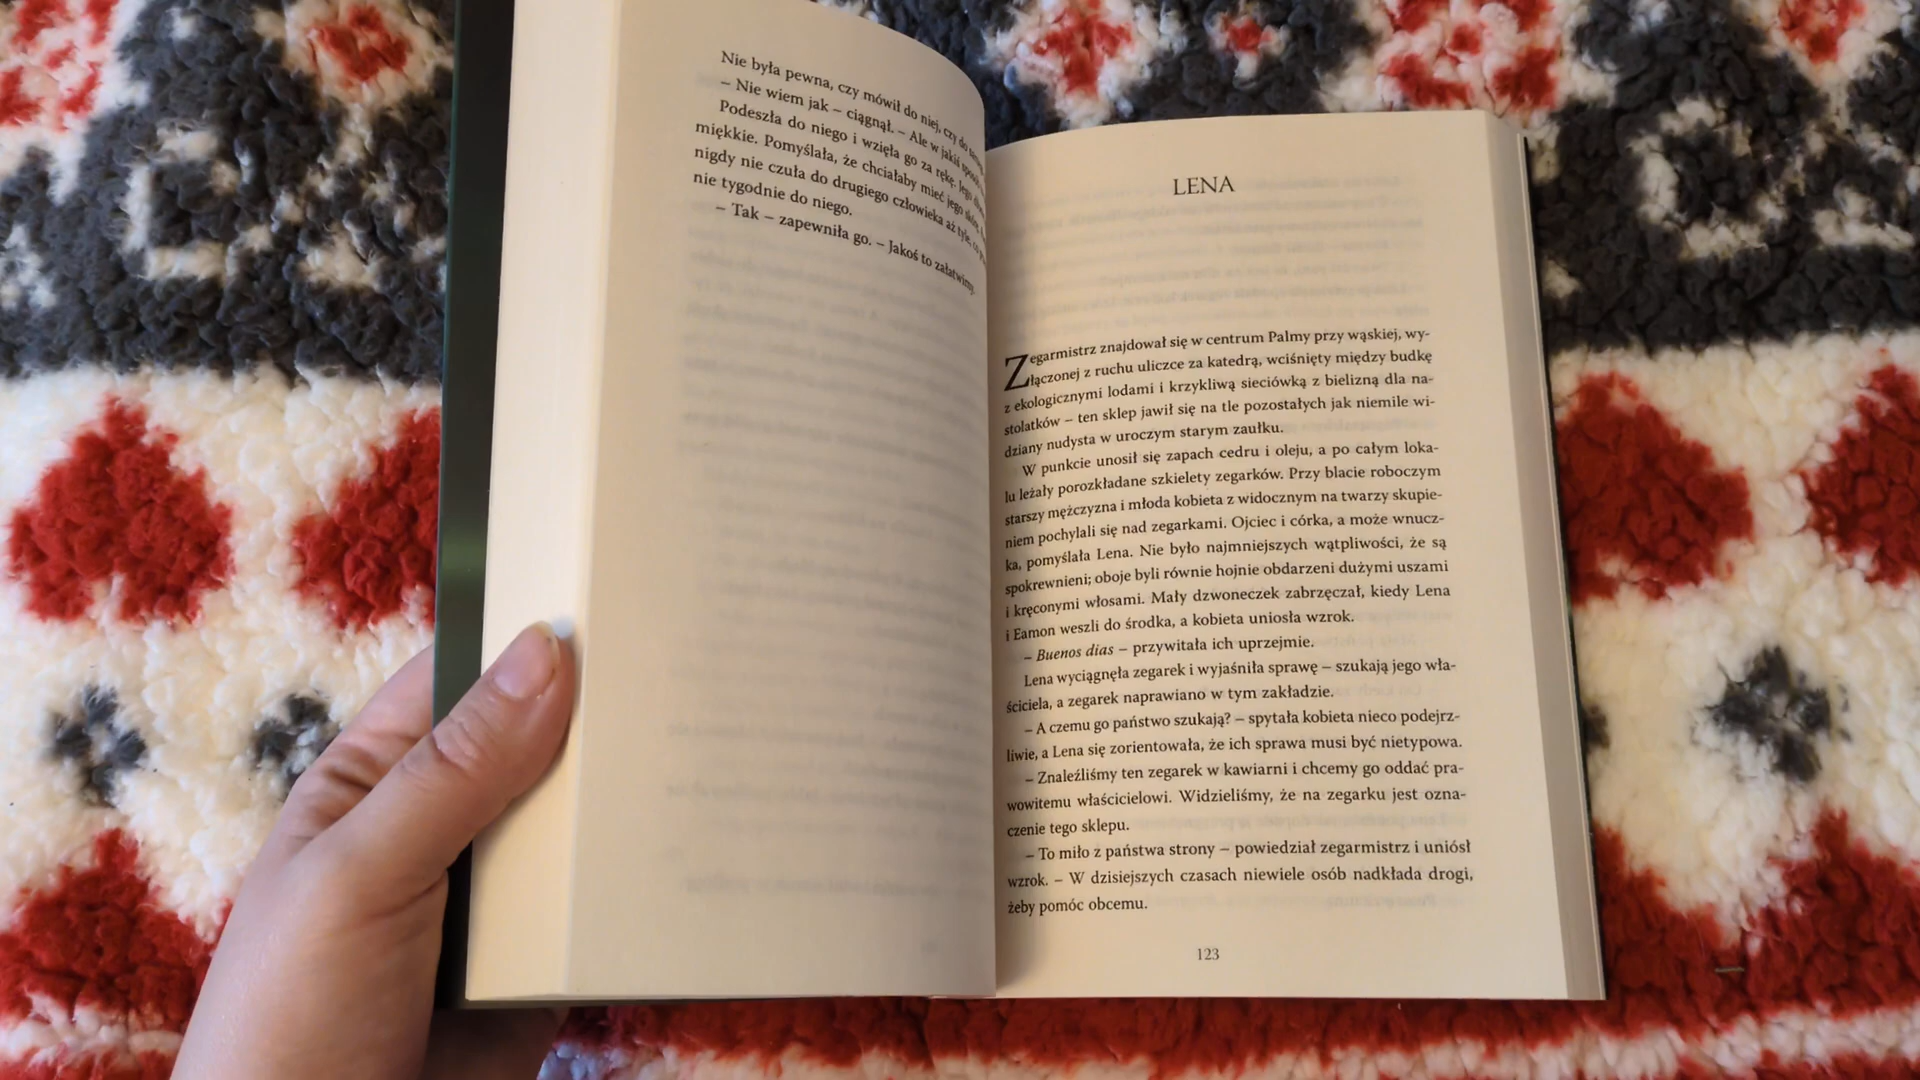 Nie była pewna, czy mówił do niej, czy do
– Nie wiem jak – ciągnął. – Ale w jakiś sposób
Podeszła do niego i wzięła go za rękę. Jego
miękkie. Pomyślała, że chciałaby mieć jego
nigdy nie czuła do drugiego człowieka aż tyle, co
nie tygodnie do niego.
– Tak – zapewniła go. – Jakoś to załatwimy.
LENA
Zegarmistrz znajdował się w centrum Palmy przy wąskiej, wy-
łączonej z ruchu uliczce za katedrą, wciśnięty między budkę
z ekologicznymi lodami i krzykliwą sieciówką z bielizną dla na-
stolatków – ten sklep jawił się na tle pozostałych jak niemile wi-
dziany nudysta w uroczym starym zaułku.
W punkcie unosił się zapach cedru i oleju, a po całym loka-
lu leżały porozkładane szkielety zegarków. Przy blacie roboczym
starszy mężczyzna i młoda kobieta z widocznym na twarzy skupie-
niem pochylali się nad zegarkami. Ojciec i córka, a może wnucz-
ka, pomyślała Lena. Nie było najmniejszych wątpliwości, że są
spokrewnieni; oboje byli równie hojnie obdarzeni dużymi uszami
i kręconymi włosami. Mały dzwoneczek zabrzęczał, kiedy Lena
i Eamon weszli do środka, a kobieta uniosła wzrok.
– Buenos dias – przywitała ich uprzejmie.
Lena wyciągnęła zegarek i wyjaśniła sprawę – szukają jego wła-
ściciela, a zegarek naprawiano w tym zakładzie.
– A czemu go państwo szukają? – spytała kobieta nieco podejrz-
liwie, a Lena się zorientowała, że ich sprawa musi być nietypowa.
– Znaleźliśmy ten zegarek w kawiarni i chcemy go oddać pra-
wowitemu właścicielowi. Widzieliśmy, że na zegarku jest ozna-
czenie tego sklepu.
– To miło z państwa strony – powiedział zegarmistrz i uniósł
wzrok. – W dzisiejszych czasach niewiele osób nadkłada drogi,
żeby pomóc obcemu.
123